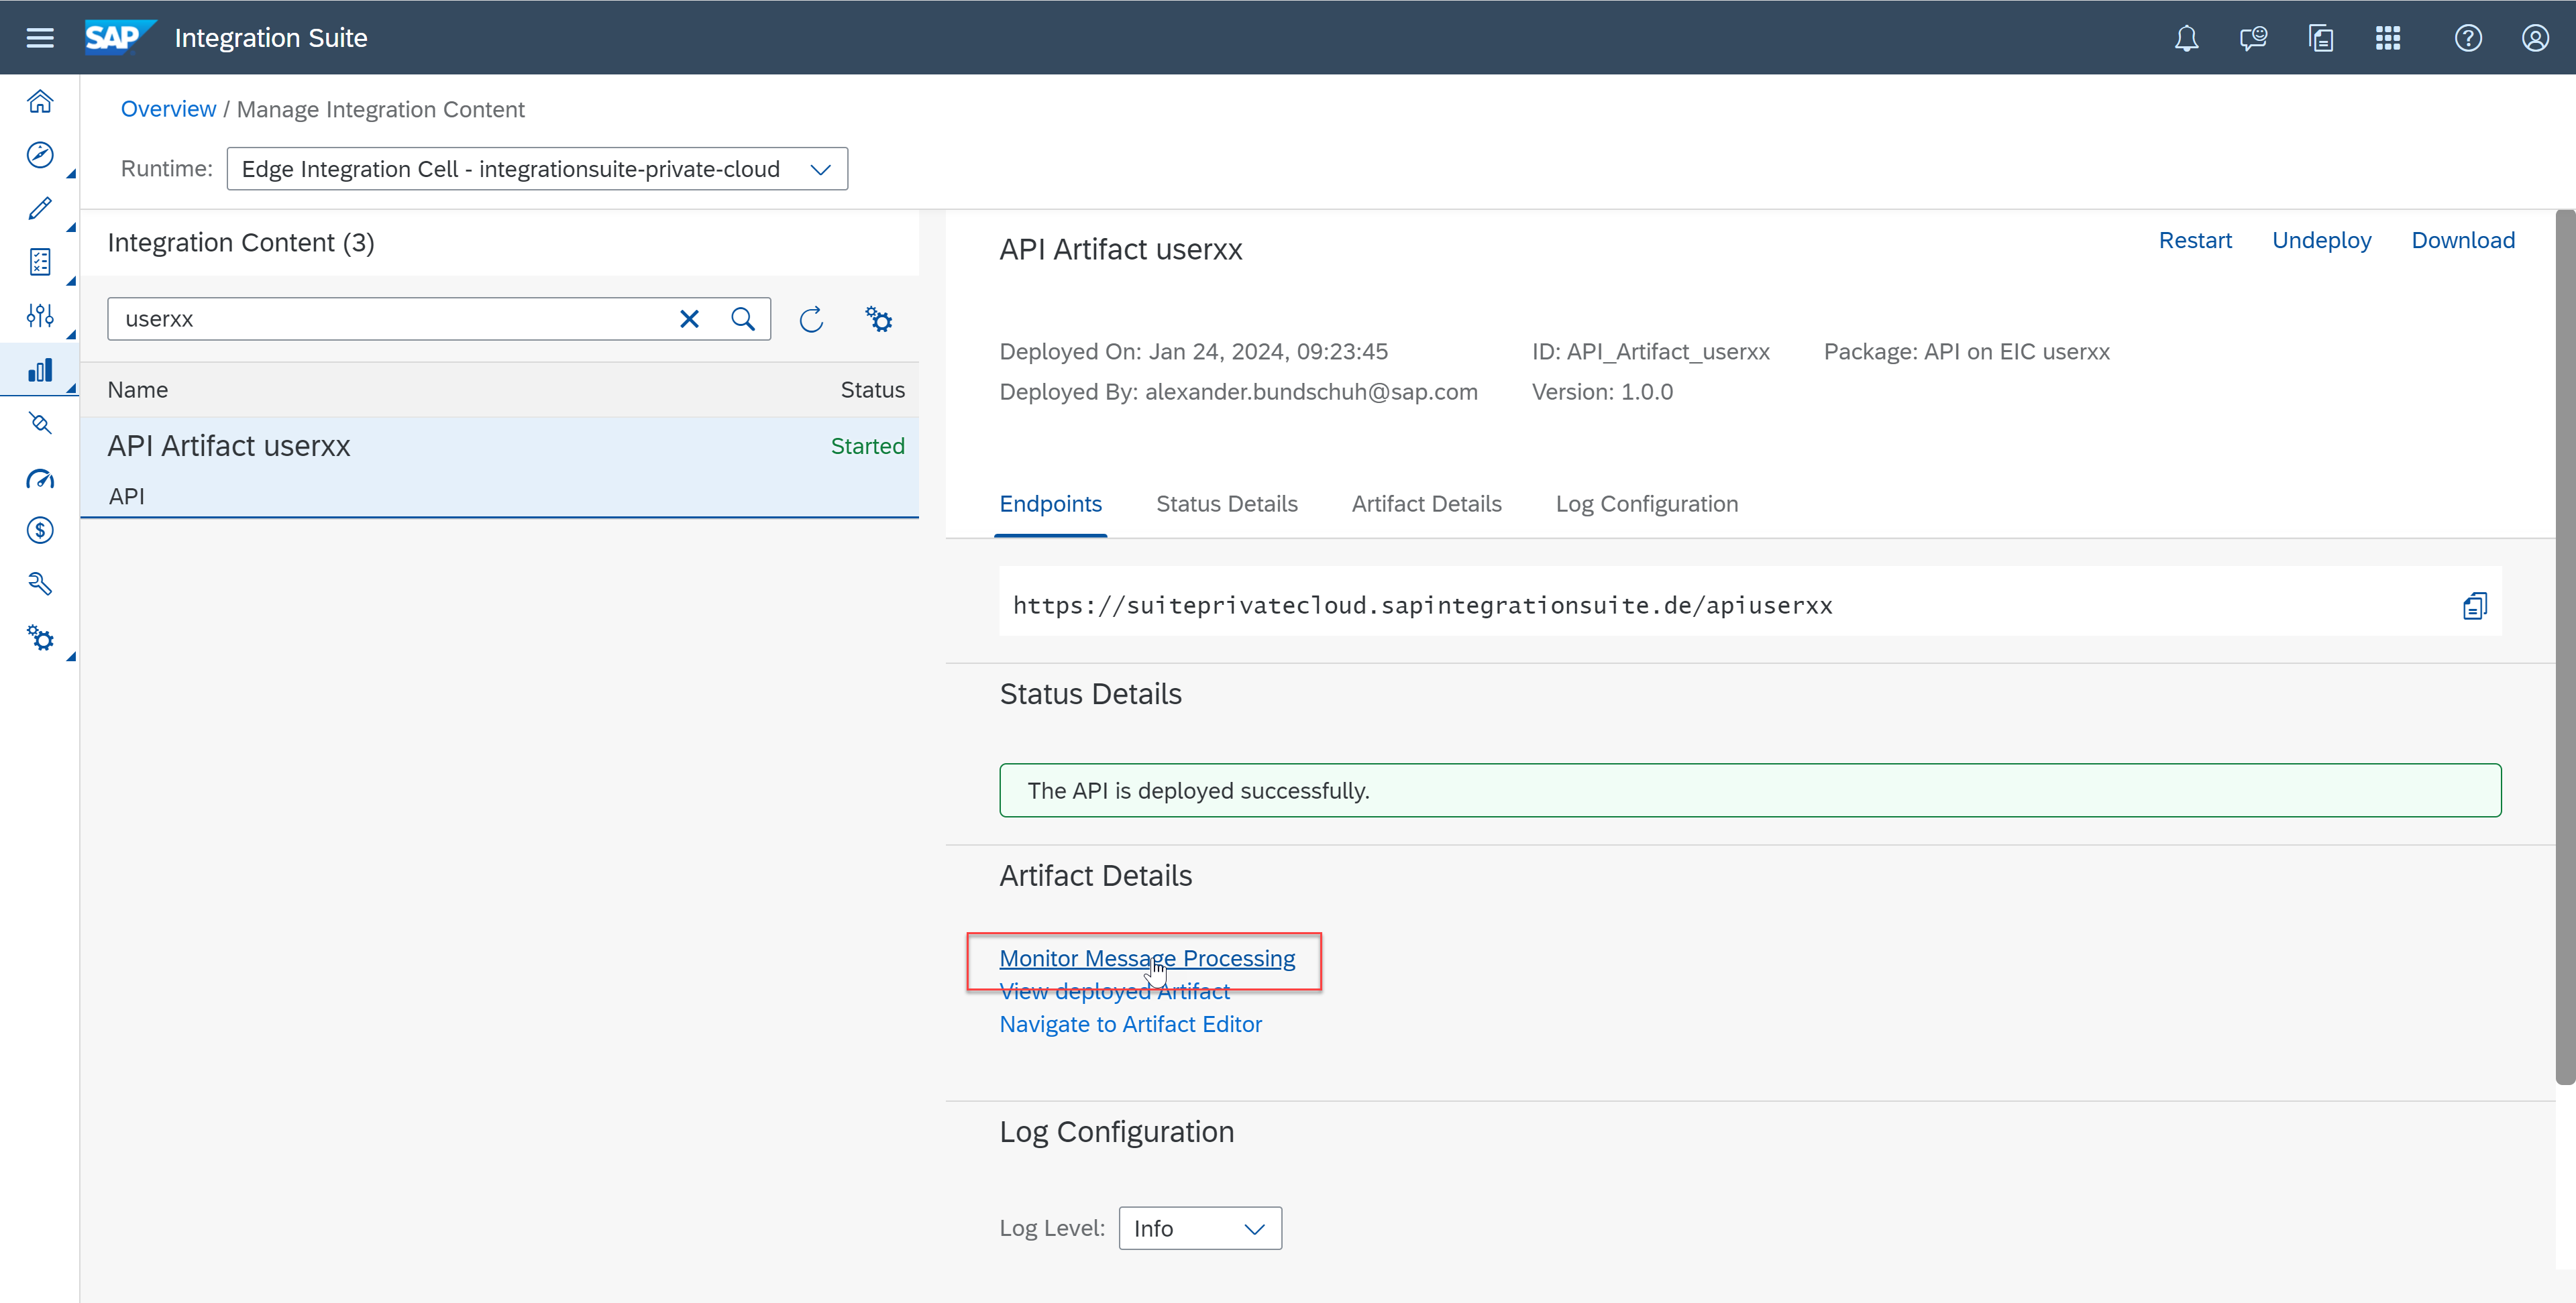 SAP Integration Suite
Overview / Manage Integration Content
Runtime: Edge Integration Cell - integrationsuite-private-cloud
Integration Content (3)
userxx
Name Status
API Artifact userxx Started
API
API Artifact userxx
Restart Undeploy Download
Deployed On: Jan 24, 2024, 09:23:45 ID: API_Artifact_userxx Package: API on EIC userxx
Deployed By: alexander.bundschuh@sap.com Version: 1.0.0
Endpoints Status Details Artifact Details Log Configuration
https://suiteprivatecloud.sapintegrationsuite.de/apiuserxx
Status Details
The API is deployed successfully.
Artifact Details
Monitor Message Processing
View deployed Artifact
Navigate to Artifact Editor
Log Configuration
Log Level: Info